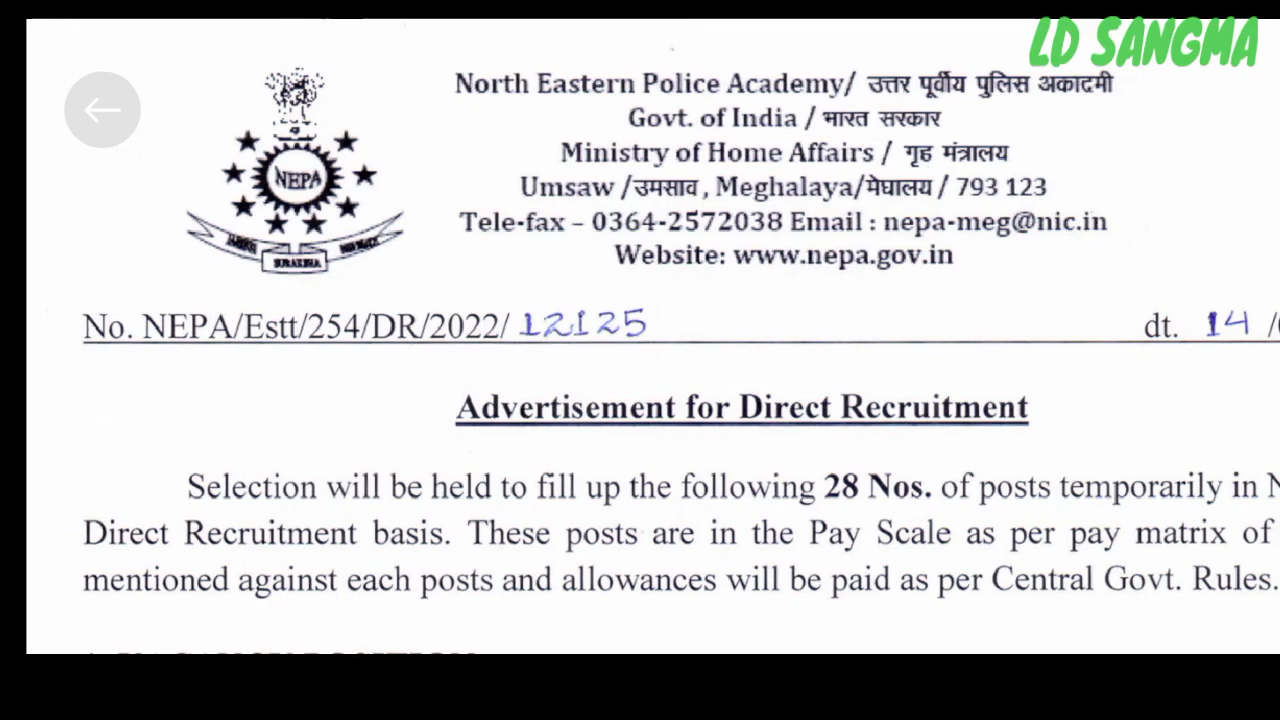 LD SANGMA
North Eastern Police Academy/ उत्तर पूर्वीय पुलिस अकादमी
Govt. of India / भारत सरकार
Ministry of Home Affairs / गृह मंत्रालय
Umsaw /उमसाव , Meghalaya/मेघालय / 793 123
Tele-fax – 0364-2572038 Email : nepa-meg@nic.in
Website: www.nepa.gov.in
NEPA
SURAKSHA
No. NEPA/Estt/254/DR/2022/ 12125 dt. 14 /
Advertisement for Direct Recruitment
Selection will be held to fill up the following 28 Nos. of posts temporarily in
Direct Recruitment basis. These posts are in the Pay Scale as per pay matrix of
mentioned against each posts and allowances will be paid as per Central Govt. Rules.